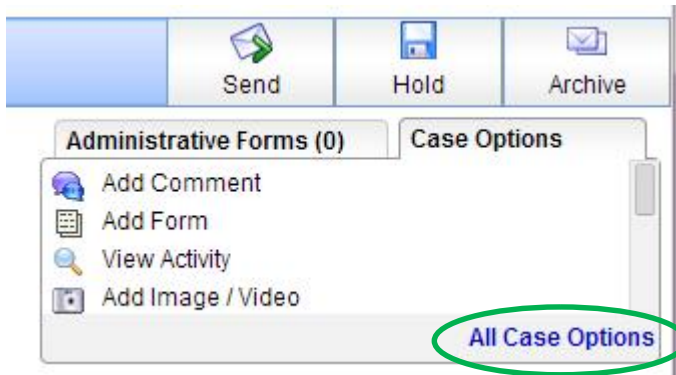 Send Hold Archive
Administrative Forms (0) Case Options
Add Comment
Add Form
View Activity
Add Image / Video
All Case Options